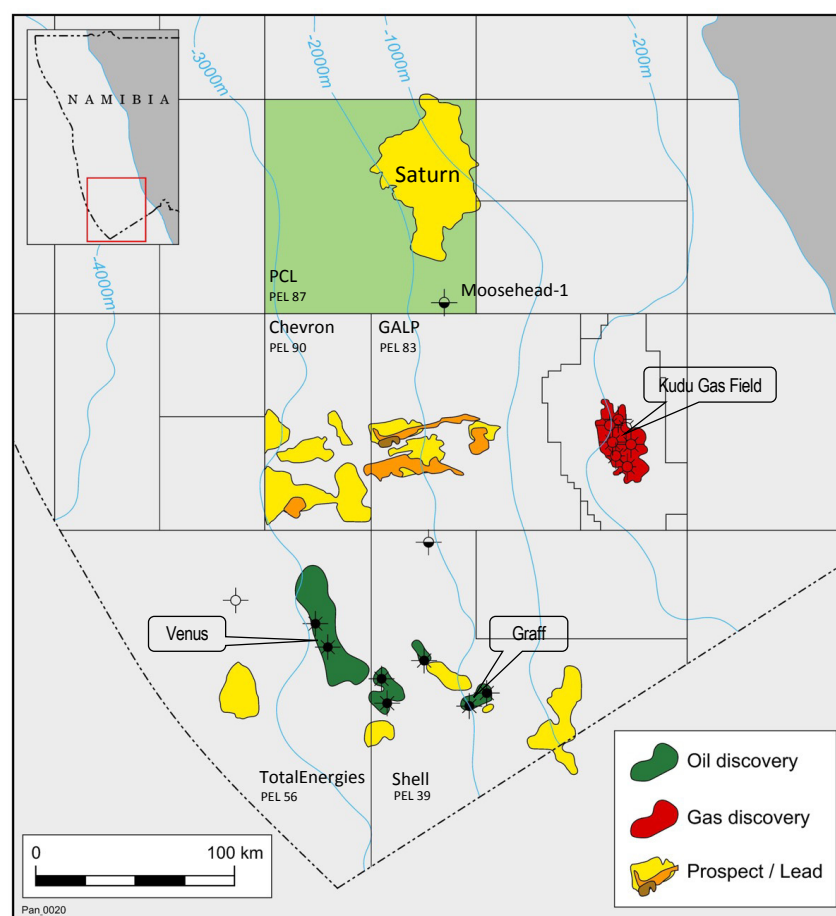 -3000m
-2000m
-1000m
-200m
NAMIBIA
-4000m
Saturn
PCL
PEL 87
Moosehead-1
Chevron
PEL 90
GALP
PEL 83
Kudu Gas Field
Venus
Graff
TotalEnergies
PEL 56
Shell
PEL 39
Oil discovery
Gas discovery
Prospect / Lead
0 100 km
Pan_0020